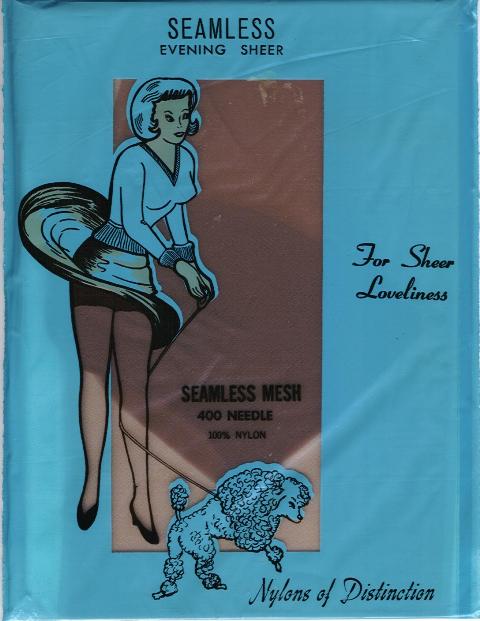 SEAMLESS
EVENING SHEER
For Sheer
Loveliness
SEAMLESS MESH
400 NEEDLE
100% NYLON
Nylons of Distinction